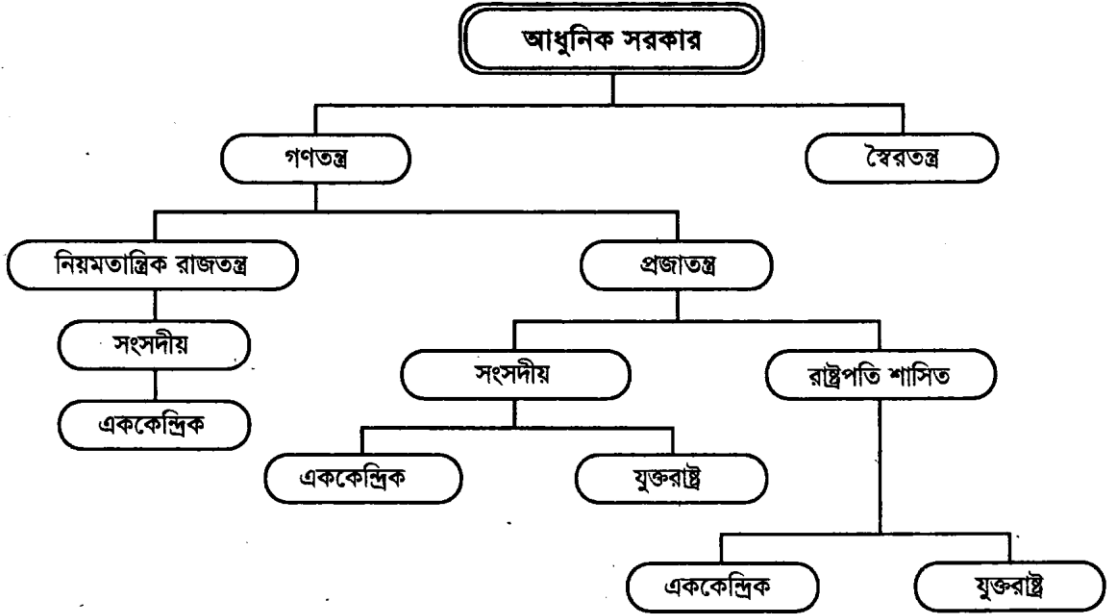 আধুনিক সরকার
গণতন্ত্র
স্বৈরতন্ত্র
নিয়মতান্ত্রিক রাজতন্ত্র
প্রজাতন্ত্র
সংসদীয়
সংসদীয়
রাষ্ট্রপতি শাসিত
এককেন্দ্রিক
এককেন্দ্রিক
যুক্তরাষ্ট্র
এককেন্দ্রিক
যুক্তরাষ্ট্র